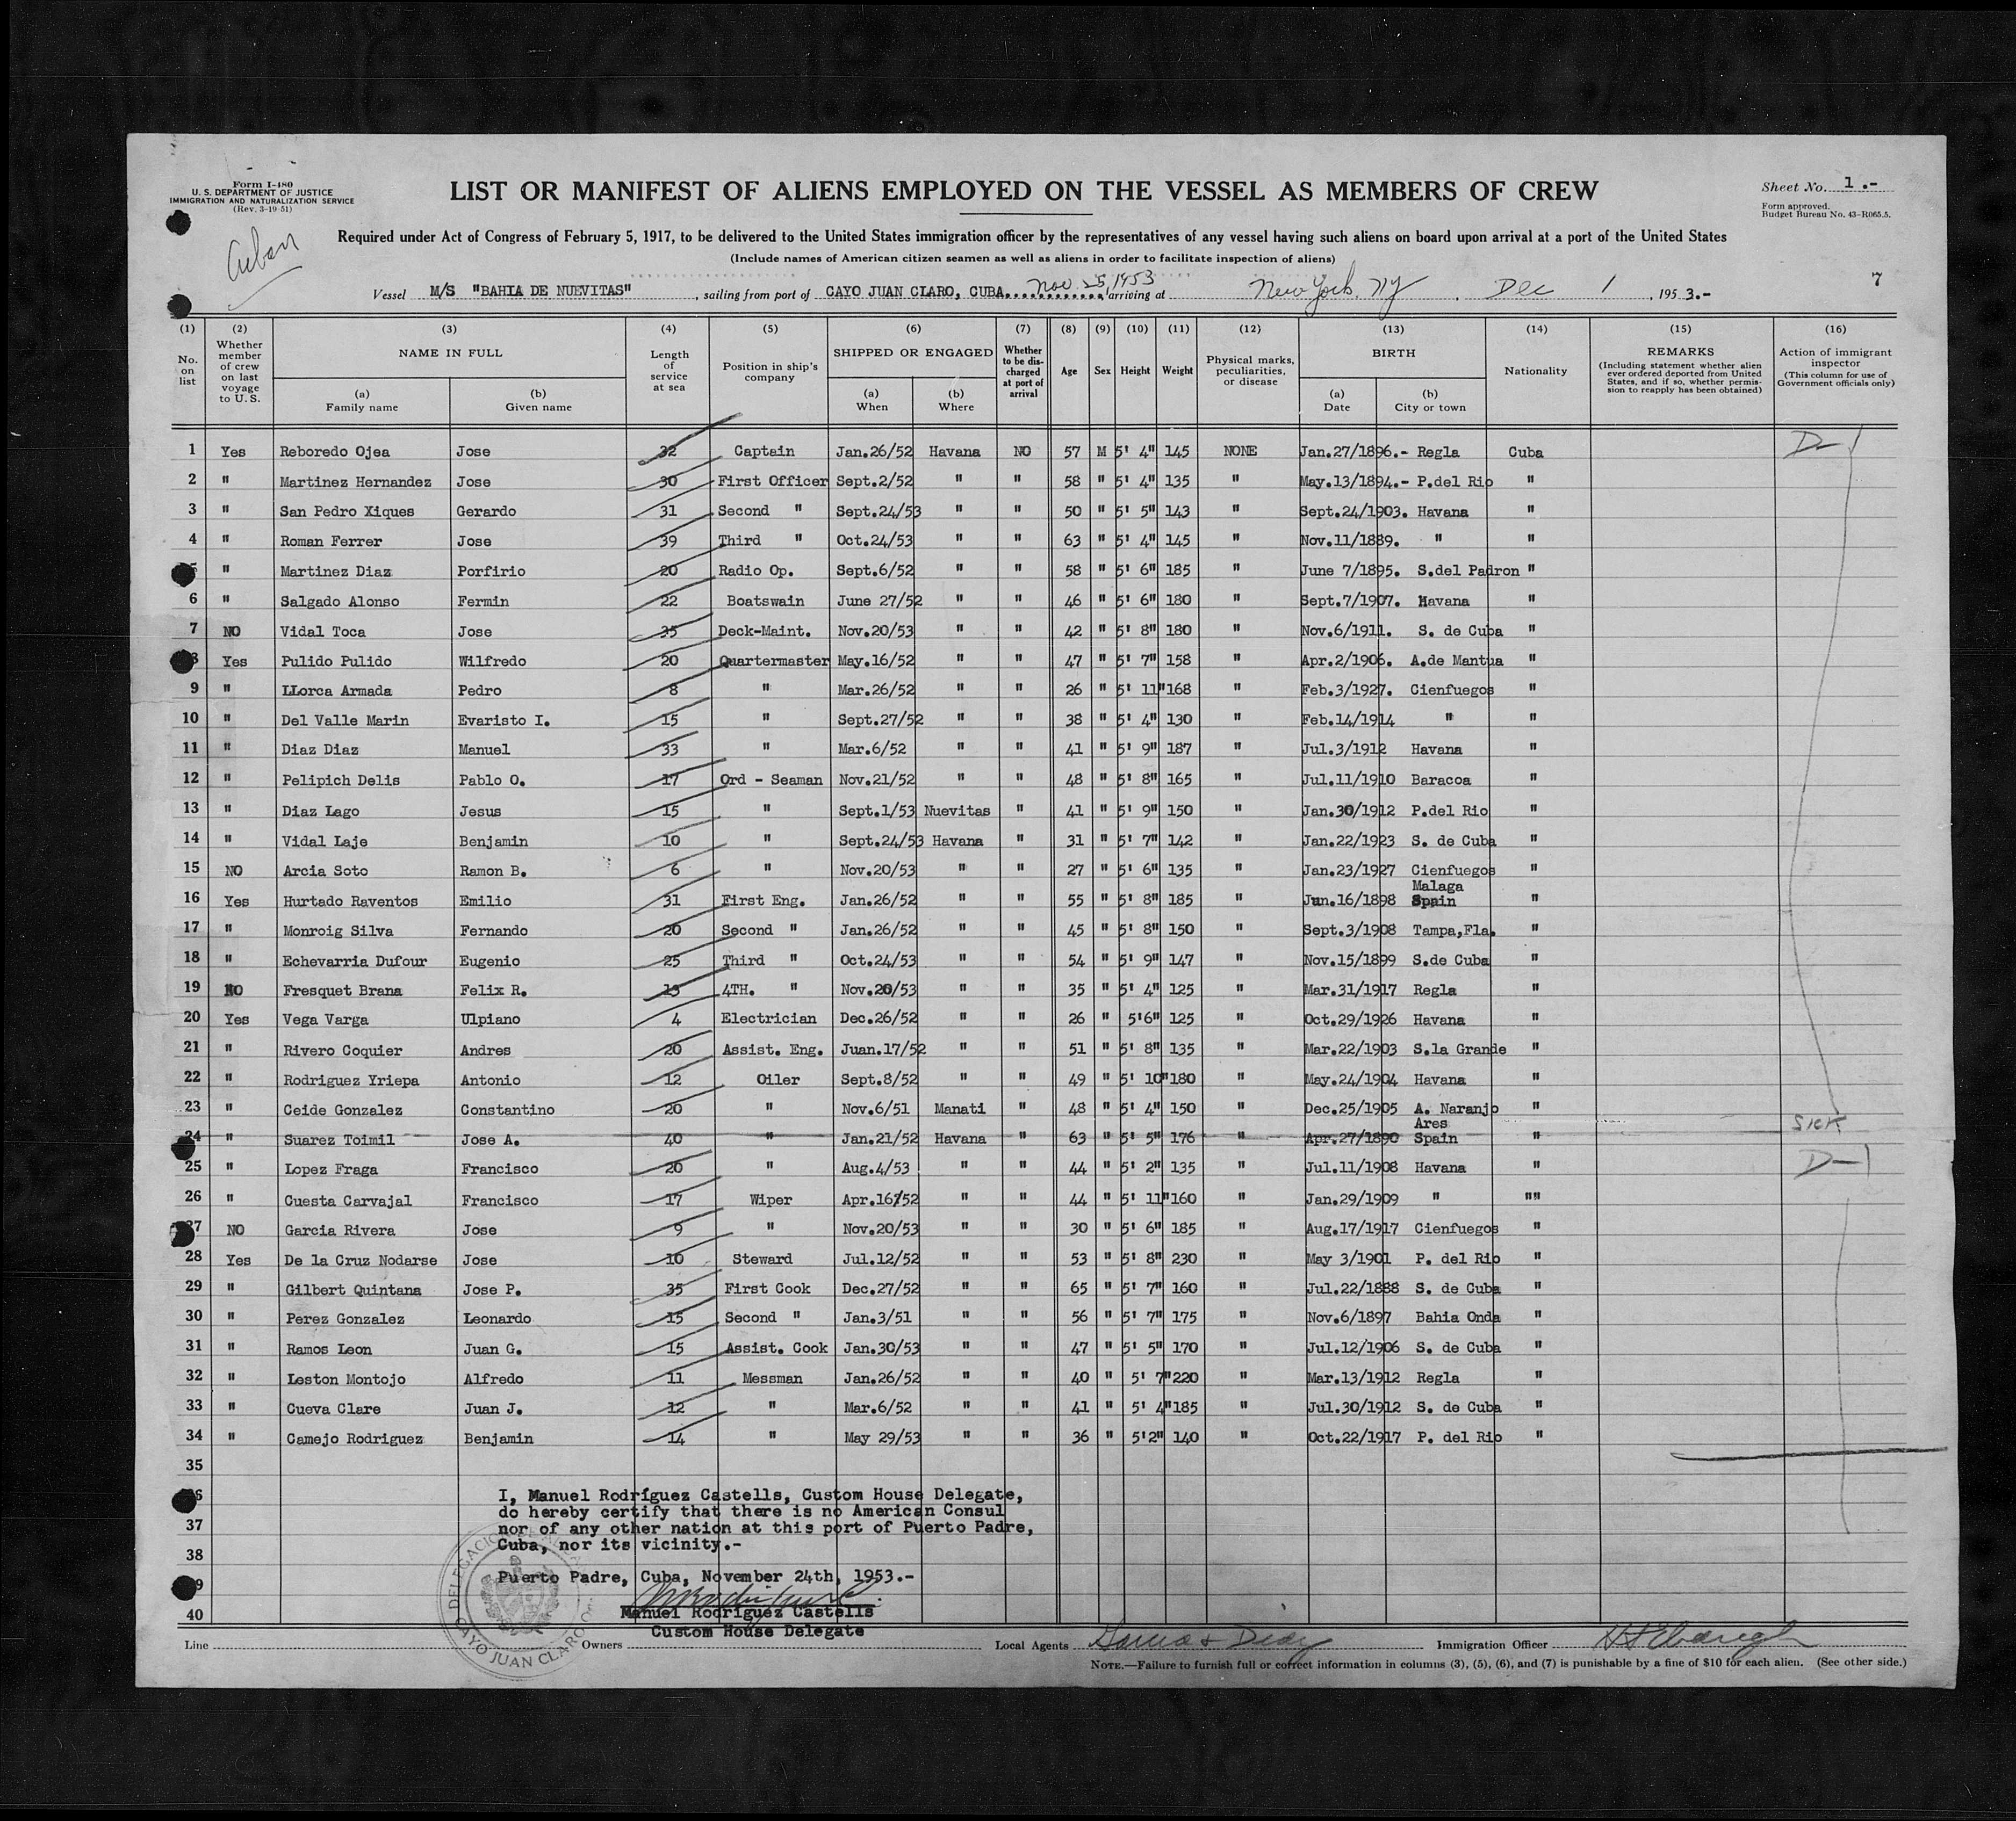 Form I-480
U. S. DEPARTMENT OF JUSTICE
IMMIGRATION AND NATURALIZATION SERVICE
(Rev. 3-19-51)
LIST OR MANIFEST OF ALIENS EMPLOYED ON THE VESSEL AS MEMBERS OF CREW
Sheet No. 1.-
Form approved.
Budget Bureau No. 43-R065.5.
Cuban
Required under Act of Congress of February 5, 1917, to be delivered to the United States immigration officer by the representatives of any vessel having such aliens on board upon arrival at a port of the United States
(Include names of American citizen seamen as well as aliens in order to facilitate inspection of aliens)
Vessel M/S "BAHIA DE NUEVITAS", sailing from port of CAYO JUAN CLARO, CUBA. Nov. 25, 1953, arriving at New York, NY, Dec 1, 1953.-
7
(1) (2) (3) (4) (5) (6) (7) (8) (9) (10) (11) (12) (13) (14) (15) (16)
No. on list Whether member of crew on last voyage to U. S. NAME IN FULL (a) Family name (b) Given name Length of service at sea Position in ship's company SHIPPED OR ENGAGED (a) When (b) Where Whether to be discharged at port of arrival Age Sex Height Weight Physical marks, peculiarities, or disease BIRTH (a) Date (b) City or town Nationality REMARKS (Including statement whether alien ever ordered deported from United States, and if so, whether permission to reapply has been obtained) Action of immigrant inspector (This column for use of Government officials only)
1 Yes Reboredo Ojea Jose 32 Captain Jan.26/52 Havana NO 57 M 5' 4" 145 NONE Jan.27/1896.- Regla Cuba D-1
2 " Martinez Hernandez Jose 30 First Officer Sept.2/52 " " 58 " 5' 4" 135 " May.13/1894.- P.del Rio "
3 " San Pedro Xiques Gerardo 31 Second " Sept.24/53 " " 50 " 5' 5" 143 " Sept.24/1903. Havana "
4 " Roman Ferrer Jose 39 Third " Oct.24/53 " " 63 " 5' 4" 145 " Nov.11/1889. " "
" Martinez Diaz Porfirio 20 Radio Op. Sept.6/52 " " 58 " 5' 6" 185 " June 7/1895. S.del Padron "
6 " Salgado Alonso Fermin 22 Boatswain June 27/52 " " 46 " 5' 6" 180 " Sept.7/1907. Havana "
7 NO Vidal Toca Jose 35 Deck-Maint. Nov.20/53 " " 42 " 5' 8" 180 " Nov.6/1911. S. de Cuba "
8 Yes Pulido Pulido Wilfredo 20 Quartermaster May.16/52 " " 47 " 5' 7" 158 " Apr.2/1906. A.de Mantua "
9 " LLorca Armada Pedro 8 " Mar.26/52 " " 26 " 5' 11" 168 " Feb.3/1927. Cienfuegos "
10 " Del Valle Marin Evaristo I. 15 " Sept.27/52 " " 38 " 5' 4" 130 " Feb.14/1914 " "
11 " Diaz Diaz Manuel 33 " Mar.6/52 " " 41 " 5' 9" 187 " Jul.3/1912 Havana "
12 " Pelipich Delis Pablo O. 17 Ord - Seaman Nov.21/52 " " 48 " 5' 8" 165 " Jul.11/1910 Baracoa "
13 " Diaz Lago Jesus 15 " Sept.1/53 Nuevitas " 41 " 5' 9" 150 " Jan.30/1912 P.del Rio "
14 " Vidal Laje Benjamin 10 " Sept.24/53 Havana " 31 " 5' 7" 142 " Jan.22/1923 S. de Cuba "
15 NO Arcia Soto Ramon B. 6 " Nov.20/53 " " 27 " 5' 6" 135 " Jan.23/1927 Cienfuegos "
16 Yes Hurtado Raventos Emilio 31 First Eng. Jan.26/52 " " 55 " 5' 8" 185 " Jun.16/1898 Malaga Spain "
17 " Monroig Silva Fernando 20 Second " Jan.26/52 " " 45 " 5' 8" 150 " Sept.3/1908 Tampa,Fla. "
18 " Echevarria Dufour Eugenio 25 Third " Oct.24/53 " " 54 " 5' 9" 147 " Nov.15/1899 S.de Cuba "
19 NO Fresquet Brana Felix R. 13 4TH. " Nov.20/53 " " 35 " 5' 4" 125 " Mar.31/1917 Regla "
20 Yes Vega Varga Ulpiano 4 Electrician Dec.26/52 " " 26 " 5'6" 125 " Oct.29/1926 Havana "
21 " Rivero Coquier Andres 20 Assist. Eng. Juan.17/52 " " 51 " 5' 8" 135 " Mar.22/1903 S.la Grande "
22 " Rodriguez Yriepa Antonio 12 Oiler Sept.8/52 " " 49 " 5' 10" 180 " May.24/1904 Havana "
23 " Ceide Gonzalez Constantino 20 " Nov.6/51 Manati " 48 " 5' 4" 150 " Dec.25/1905 A. Naranjo "
24 " Suarez Toimil Jose A. 40 " Jan.21/52 Havana " 63 " 5' 5" 176 " Apr.27/1890 Ares Spain " SICK
25 " Lopez Fraga Francisco 20 " Aug.4/53 " " 44 " 5' 2" 135 " Jul.11/1908 Havana " D-1
26 " Cuesta Carvajal Francisco 17 Wiper Apr.16/52 " " 44 " 5' 11" 160 " Jan.29/1909 " ""
27 NO Garcia Rivera Jose 9 " Nov.20/53 " " 30 " 5' 6" 185 " Aug.17/1917 Cienfuegos "
28 Yes De la Cruz Nodarse Jose 10 Steward Jul.12/52 " " 53 " 5' 8" 230 " May 3/1901 P. del Rio "
29 " Gilbert Quintana Jose P. 35 First Cook Dec.27/52 " " 65 " 5' 7" 160 " Jul.22/1888 S. de Cuba "
30 " Perez Gonzalez Leonardo 15 Second " Jan.3/51 " " 56 " 5' 7" 175 " Nov.6/1897 Bahia Onda "
31 " Ramos Leon Juan G. 15 Assist. Cook Jan.30/53 " " 47 " 5' 5" 170 " Jul.12/1906 S. de Cuba "
32 " Leston Montojo Alfredo 11 Messman Jan.26/52 " " 40 " 5' 7" 220 " Mar.13/1912 Regla "
33 " Cueva Clare Juan J. 12 " Mar.6/52 " " 41 " 5' 4" 185 " Jul.30/1912 S. de Cuba "
34 " Camejo Rodriguez Benjamin 14 " May 29/53 " " 36 " 5'2" 140 " Oct.22/1917 P. del Rio "
35
36
37
38
39
40
I, Manuel Rodríguez Castells, Custom House Delegate,
do hereby certify that there is no American Consul
nor of any other nation at this port of Puerto Padre,
Cuba, nor its vicinity.-
Puerto Padre, Cuba, November 24th, 1953.-
Manuel Rodríguez Castells
Custom House Delegate
CAYO JUAN CLARO
Line Owners Local Agents Immigration Officer
NOTE.—Failure to furnish full or correct information in columns (3), (5), (6), and (7) is punishable by a fine of $10 for each alien. (See other side.)